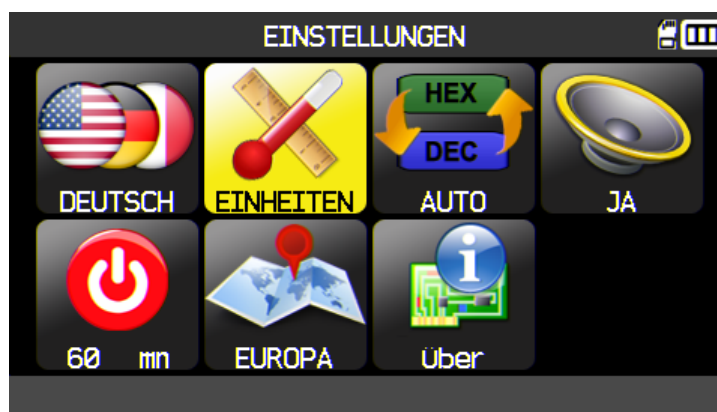 EINSTELLUNGEN
HEX
DEC
DEUTSCH EINHEITEN AUTO JA
i
60 mn EUROPA Über